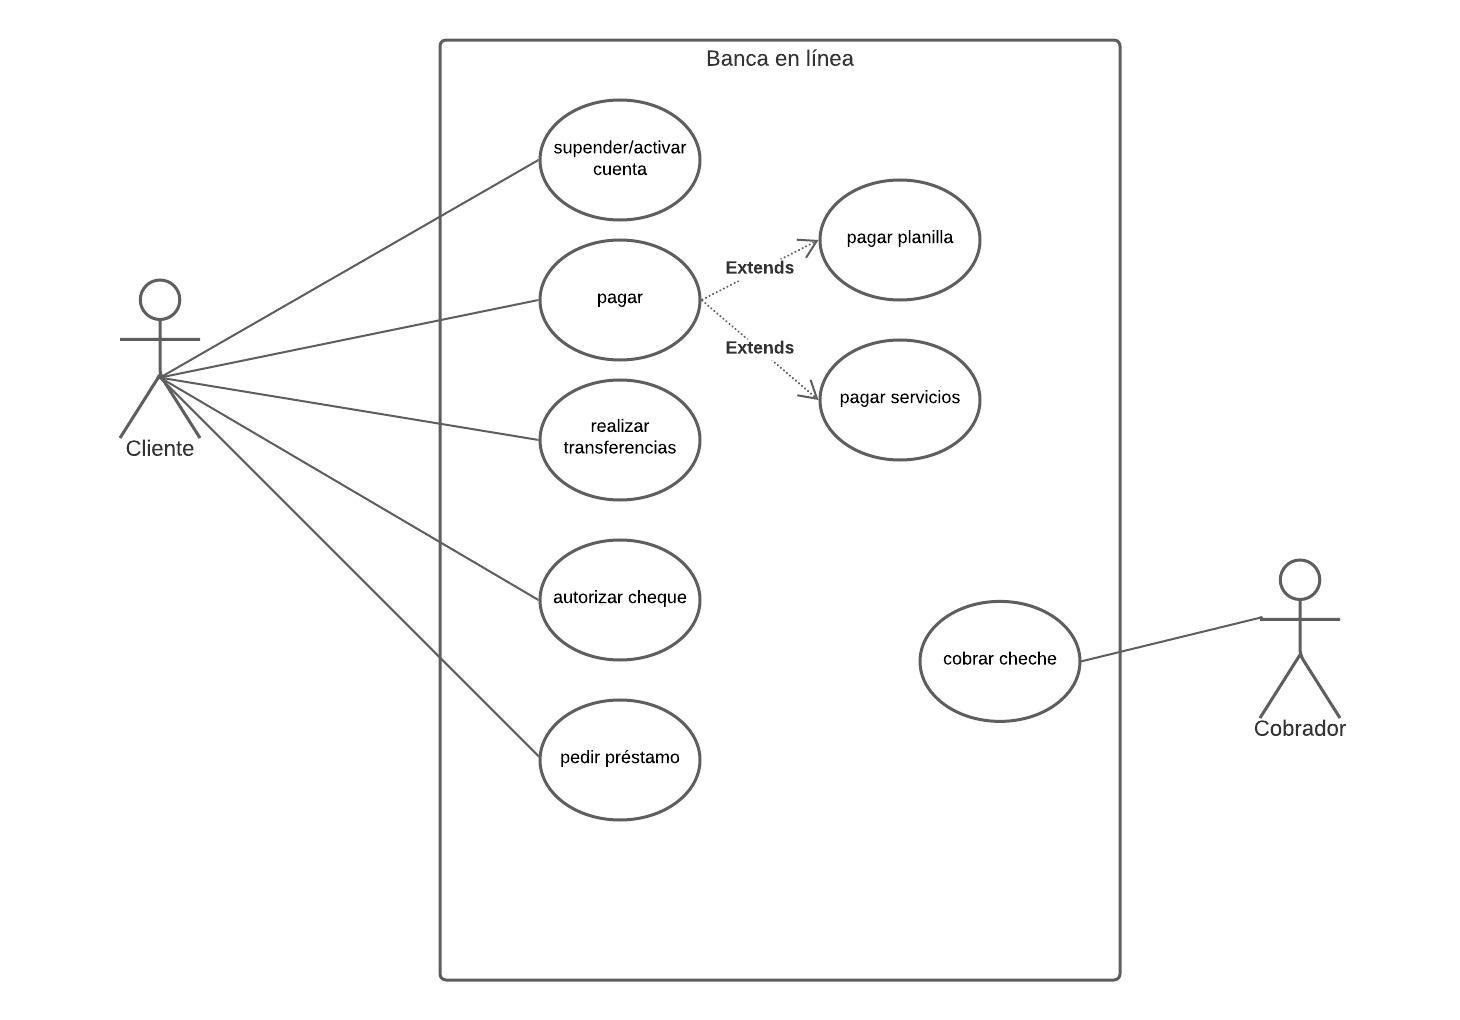 Banca en línea
supender/activar
cuenta
pagar planilla
Extends
pagar
Extends
pagar servicios
realizar
transferencias
Cliente
autorizar cheque
cobrar cheche
Cobrador
pedir préstamo